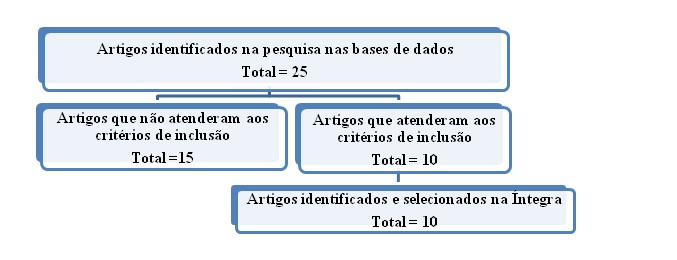 Artigos identificados na pesquisa nas bases de dados
Total = 25
Artigos que não atenderam aos
critérios de inclusão
Total =15
Artigos que atenderam aos
critérios de inclusão
Total = 10
Artigos identificados e selecionados na Íntegra
Total = 10